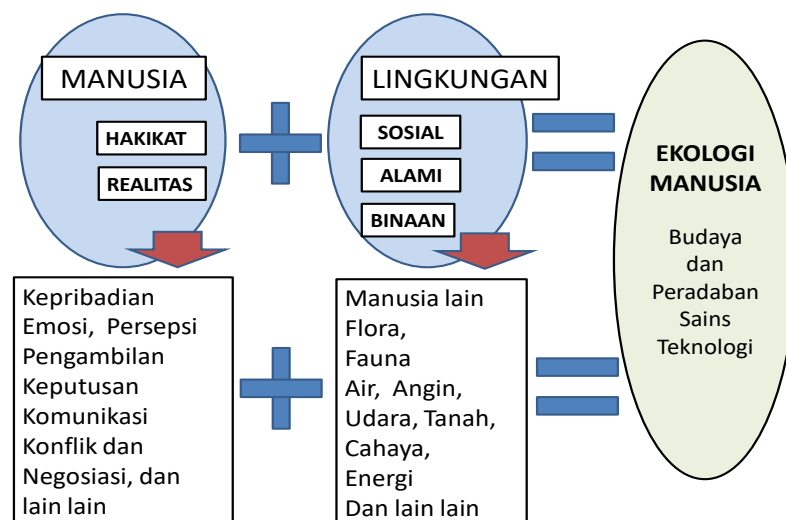 MANUSIA
HAKIKAT
REALITAS
LINGKUNGAN
SOSIAL
ALAMI
BINAAN
Kepribadian
Emosi, Persepsi
Pengambilan
Keputusan
Komunikasi
Konflik dan
Negosiasi, dan
lain lain
Manusia lain
Flora,
Fauna
Air, Angin,
Udara, Tanah,
Cahaya,
Energi
Dan lain lain
EKOLOGI
MANUSIA
Budaya
dan
Peradaban
Sains
Teknologi